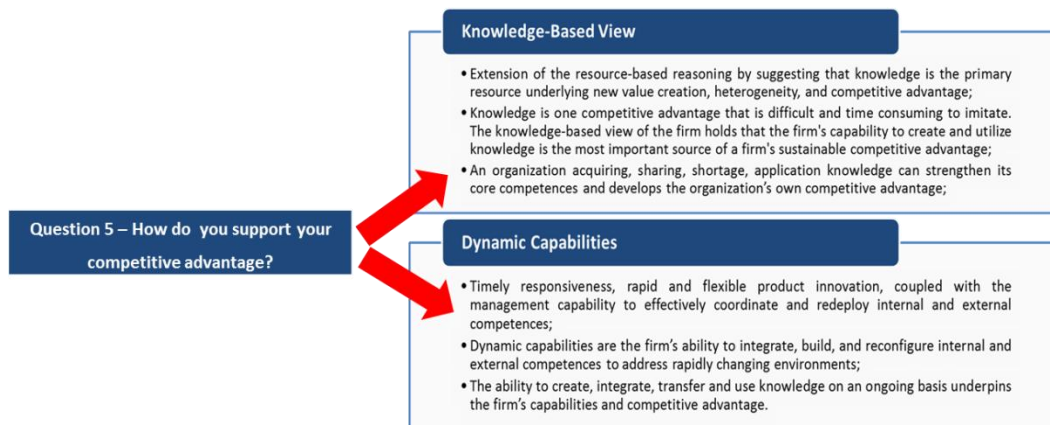 Knowledge-Based View
• Extension of the resource-based reasoning by suggesting that knowledge is the primary
resource underlying new value creation, heterogeneity, and competitive advantage;
• Knowledge is one competitive advantage that is difficult and time consuming to imitate.
The knowledge-based view of the firm holds that the firm's capability to create and utilize
knowledge is the most important source of a firm's sustainable competitive advantage;
• An organization acquiring, sharing, shortage, application knowledge can strengthen its
core competences and develops the organization's own competitive advantage;
Question 5 – How do you support your
competitive advantage?
Dynamic Capabilities
• Timely responsiveness, rapid and flexible product innovation, coupled with the
management capability to effectively coordinate and redeploy internal and external
competences;
• Dynamic capabilities are the firm's ability to integrate, build, and reconfigure internal and
external competences to address rapidly changing environments;
• The ability to create, integrate, transfer and use knowledge on an ongoing basis underpins
the firm's capabilities and competitive advantage.